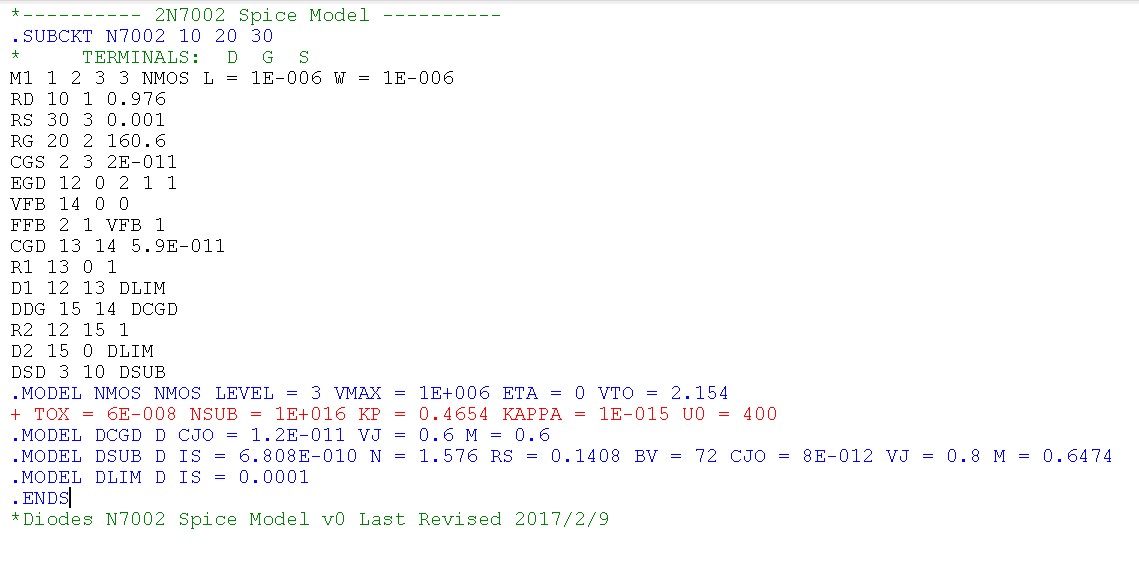 *---------- 2N7002 Spice Model ----------
.SUBCKT N7002 10 20 30
*     TERMINALS:  D  G  S
M1 1 2 3 3 NMOS L = 1E-006 W = 1E-006
RD 10 1 0.976
RS 30 3 0.001
RG 20 2 160.6
CGS 2 3 2E-011
EGD 12 0 2 1 1
VFB 14 0 0
FFB 2 1 VFB 1
CGD 13 14 5.9E-011
R1 13 0 1
D1 12 13 DLIM
DDG 15 14 DCGD
R2 12 15 1
D2 15 0 DLIM
DSD 3 10 DSUB
.MODEL NMOS NMOS LEVEL = 3 VMAX = 1E+006 ETA = 0 VTO = 2.154
+ TOX = 6E-008 NSUB = 1E+016 KP = 0.4654 KAPPA = 1E-015 U0 = 400
.MODEL DCGD D CJO = 1.2E-011 VJ = 0.6 M = 0.6
.MODEL DSUB D IS = 6.808E-010 N = 1.576 RS = 0.1408 BV = 72 CJO = 8E-012 VJ = 0.8 M = 0.6474
.MODEL DLIM D IS = 0.0001
.ENDS
*Diodes N7002 Spice Model v0 Last Revised 2017/2/9